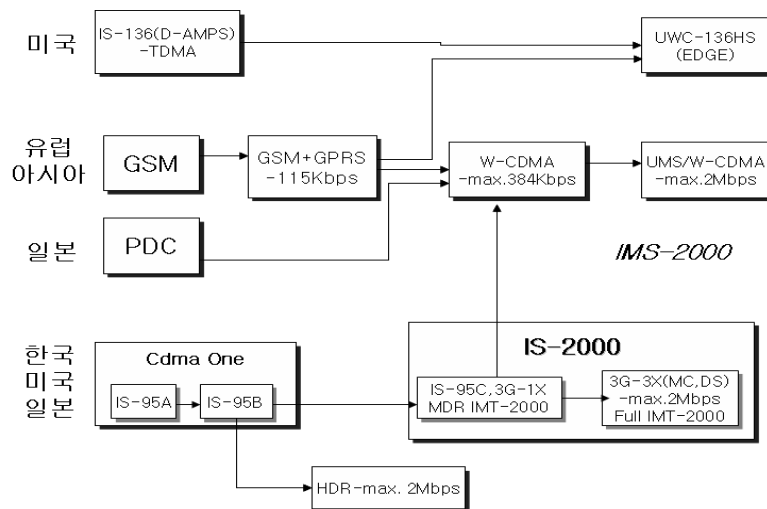 미국
IS-136(D-AMPS)
-TDMA
UWC-136HS
(EDGE)
유럽
아시아
GSM
GSM+GPRS
-115Kbps
W-CDMA
-max.384Kbps
UMS/W-CDMA
-max.2Mbps
일본
PDC
IMS-2000
한국
미국
일본
Cdma One
IS-95A
IS-95B
IS-2000
IS-95C,3G-1X
MDR IMT-2000
3G-3X(MC,DS)
-max.2Mbps
Full IMT-2000
HDR-max. 2Mbps